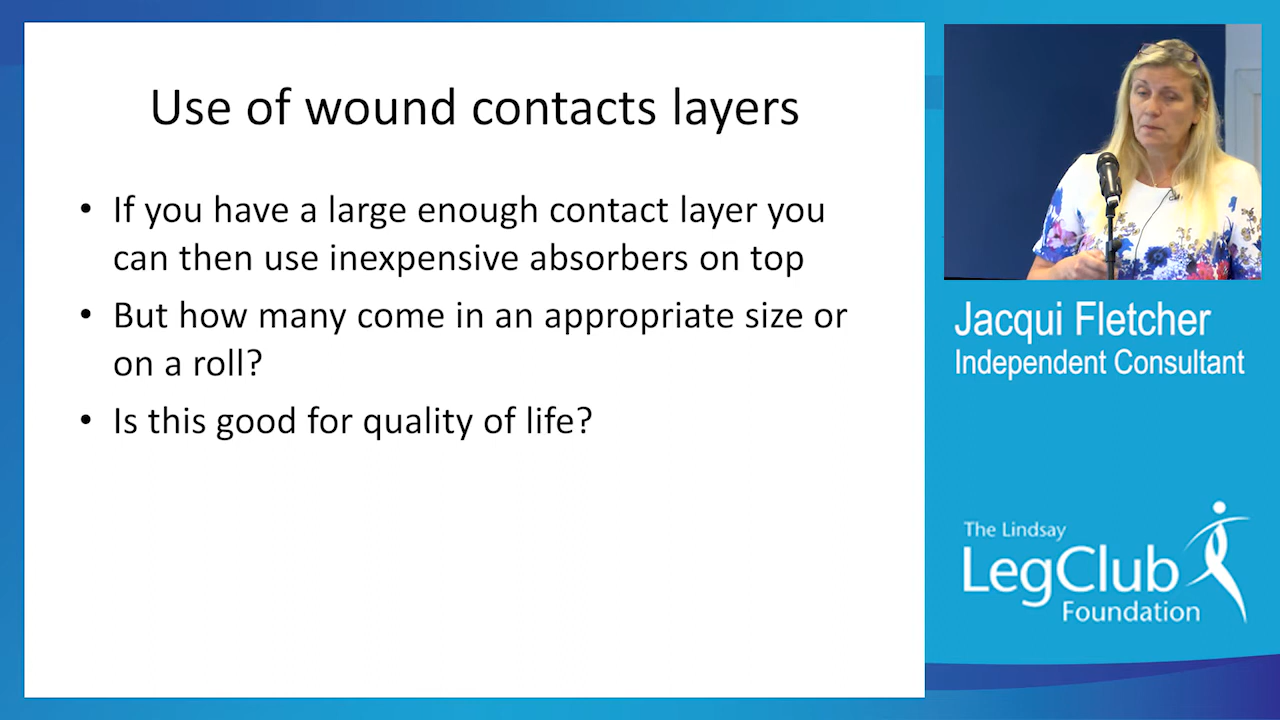 Use of wound contacts layers
• If you have a large enough contact layer you
can then use inexpensive absorbers on top
• But how many come in an appropriate size or
on a roll?
• Is this good for quality of life?
Jacqui Fletcher
Independent Consultant
The Lindsay
LegClub
Foundation